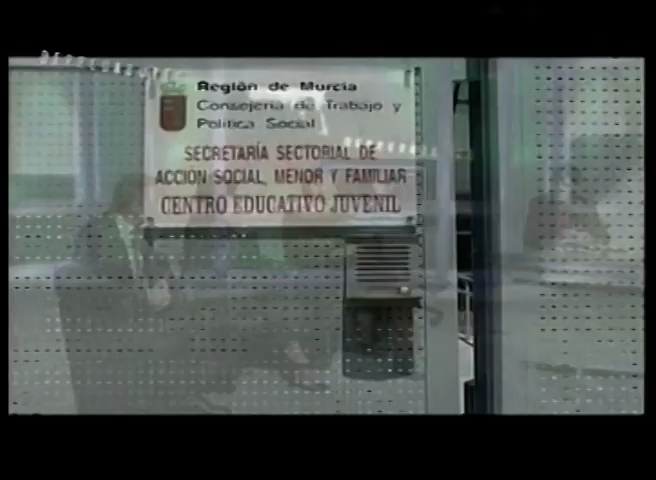 Región de Murcia
Consejería de Trabajo y
Política Social
SECRETARÍA SECTORIAL DE
ACCIÓN SOCIAL, MENOR Y FAMILIAR
CENTRO EDUCATIVO JUVENIL